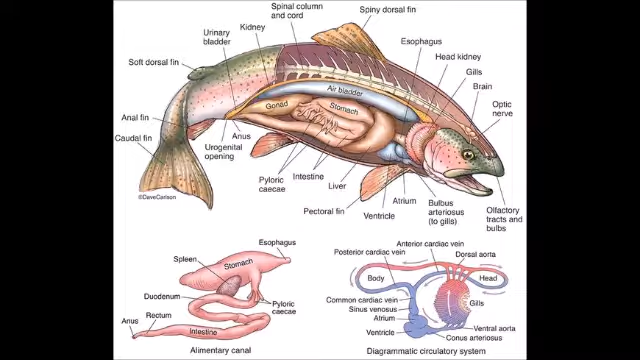 Spinal column
and cord
Spiny dorsal fin
Kidney
Urinary
bladder
Esophagus
Soft dorsal fin
Head kidney
Gills
Brain
Optic
nerve
Air bladder
Gonad
Stomach
Anal fin
Caudal fin
Anus
Urogenital
opening
©DaveCarlson
Pyloric
caecae
Intestine
Liver
Pectoral fin
Ventricle
Atrium
Bulbus
arteriosus
(to gills)
Olfactory
tracts and
bulbs
Esophagus
Spleen
Stomach
Duodenum
Pyloric
caecae
Rectum
Anus
Intestine
Alimentary canal
Anterior cardiac vein
Posterior cardiac vein
Dorsal aorta
Body
Head
Common cardiac vein
Sinus venosus
Atrium
Ventricle
Gills
Ventral aorta
Conus arteriosus
Diagrammatic circulatory system